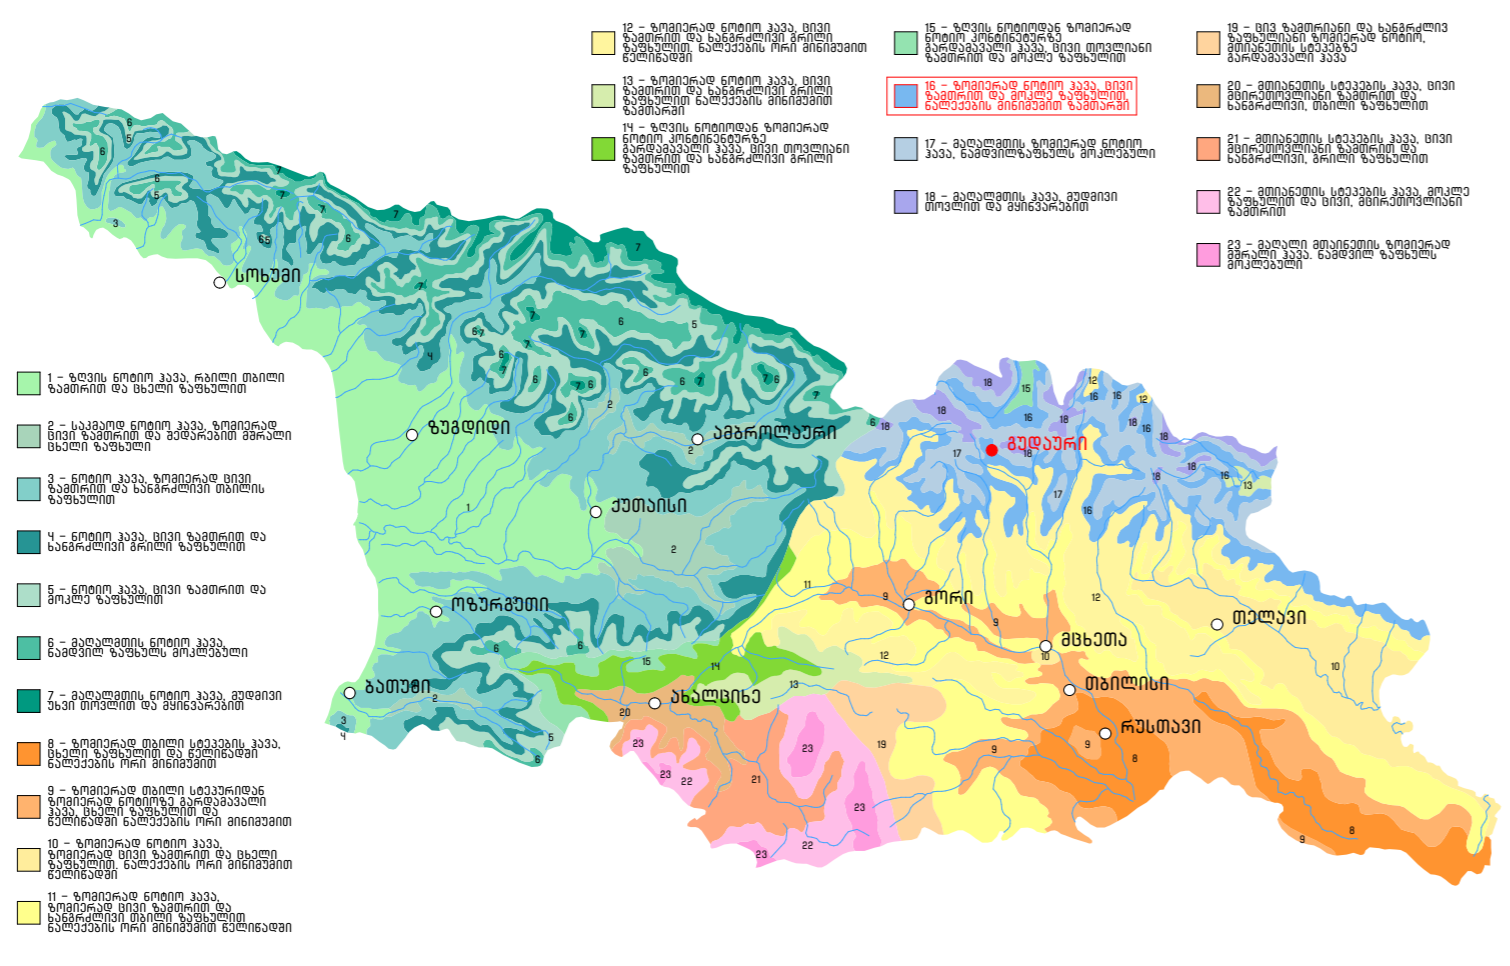 12 – ზომიერად ნოტიო ჰავა, ცივი
ზამთრით და ხანგრძლივი გრილი
ზაფხულით. ნალექების ორი მინიმუმით
წელიწადში
13 – ზომიერად ნოტიო ჰავა, ცივი
ზამთრით და ხანგრძლივი გრილი
ზაფხულით ნალექების მინიმუმით
ზამთარში
14 – ზღვის ნოტიოდან ზომიერად
ნოტიო კონტინენტურზე
გარდამავალი ჰავა, ცივი თოვლიანი
ზამთრით და ხანგრძლივი გრილი
ზაფხულით
15 – ზღვის ნოტიოდან ზომიერად
ნოტიო კონტინეტურზე
გარდამავალი ჰავა, ცივი თოვლიანი
ზამთრით და მოკლე ზაფხულით
16 – ზომიერად ნოტიო ჰავა, ცივი
ზამთრით და მოკლე ზაფხულით,
ნალექების მინიმუმით ზამთარში
17 – მაღალმთის ზომიერად ნოტიო
ჰავა, ნამდვილზაფხულს მოკლებული
18 – მაღალმთის ჰავა, მუდმივი
თოვლით და მყინვარებით
19 – ცივ ზამთრიანი და ხანგრძლივ
ზაფხულიანი ზომიერად ნოტიო,
მთიანეთის სტეპებზე
გარდამავალი ჰავა
20 – მთიანეთის სტეპების ჰავა, ცივი
მცირეთოვლიანი ზამთრით და
ხანგრძლივი, თბილი ზაფხულით
21 – მთიანეთის სტეპების ჰავა, ცივი
მცირეთოვლიანი ზამთრით და
ხანგრძლივი, გრილი ზაფხულით
22 – მთიანეთის სტეპების ჰავა, მოკლე
ზაფხულით და ცივი, მცირეთოვლიანი
ზამთრით
23 – მაღალი მთაინეთის ზომიერად
მშრალი ჰავა. ნამდვილ ზაფხულს
მოკლებული
1 – ზღვის ნოტიო ჰავა, რბილი თბილი
ზამთრით და ცხელი ზაფხულით
2 – საკმაოდ ნოტიო ჰავა, ზომიერად
ცივი ზამთრით და შედარებით მშრალი
ცხელი ზაფხული
3 – ნოტიო ჰავა, ზომიერად ცივი
ზამთრით და ხანგრძლივი თბილის
ზაფხულით
4 – ნოტიო ჰავა, ცივი ზამთრით და
ხანგრძლივი გრილი ზაფხულით
5 – ნოტიო ჰავა, ცივი ზამთრით და
მოკლე ზაფხულით
6 – მაღალმთის ნოტიო ჰავა,
ნამდვილ ზაფხულს მოკლებული
7 – მაღალმთის ნოტიო ჰავა, მუდმივი
უხვი თოვლით და მყინვარებით
8 – ზომიერად თბილი სტეპების ჰავა,
ცხელი ზაფხულით და წელიწადში
ნალექების ორი მინიმუმით
9 – ზომიერად თბილი სტეპურიდან
ზომიერად ნოტიოზე გარდამავალი
ჰავა, ცხელი ზაფხულით და
წელიწადში ნალექების ორი მინიმუმით
10 – ზომიერად ნოტიო ჰავა,
ზომიერად ცივი ზამთრით და ცხელი
ზაფხულით. ნალექების ორი მინიმუმით
წელიწადში
11 – ზომიერად ნოტიო ჰავა,
ზომიერად ცივი ზამთრით და
ხანგრძლივი თბილი ზაფხულით
ნალექების ორი მინიმუმით წელიწადში
სოხუმი
ზუგდიდი
ამბროლაური
გუდაური
ქუთაისი
ოზურგეთი
გორი
მცხეთა
თელავი
ბათუმი
ახალციხე
თბილისი
რუსთავი